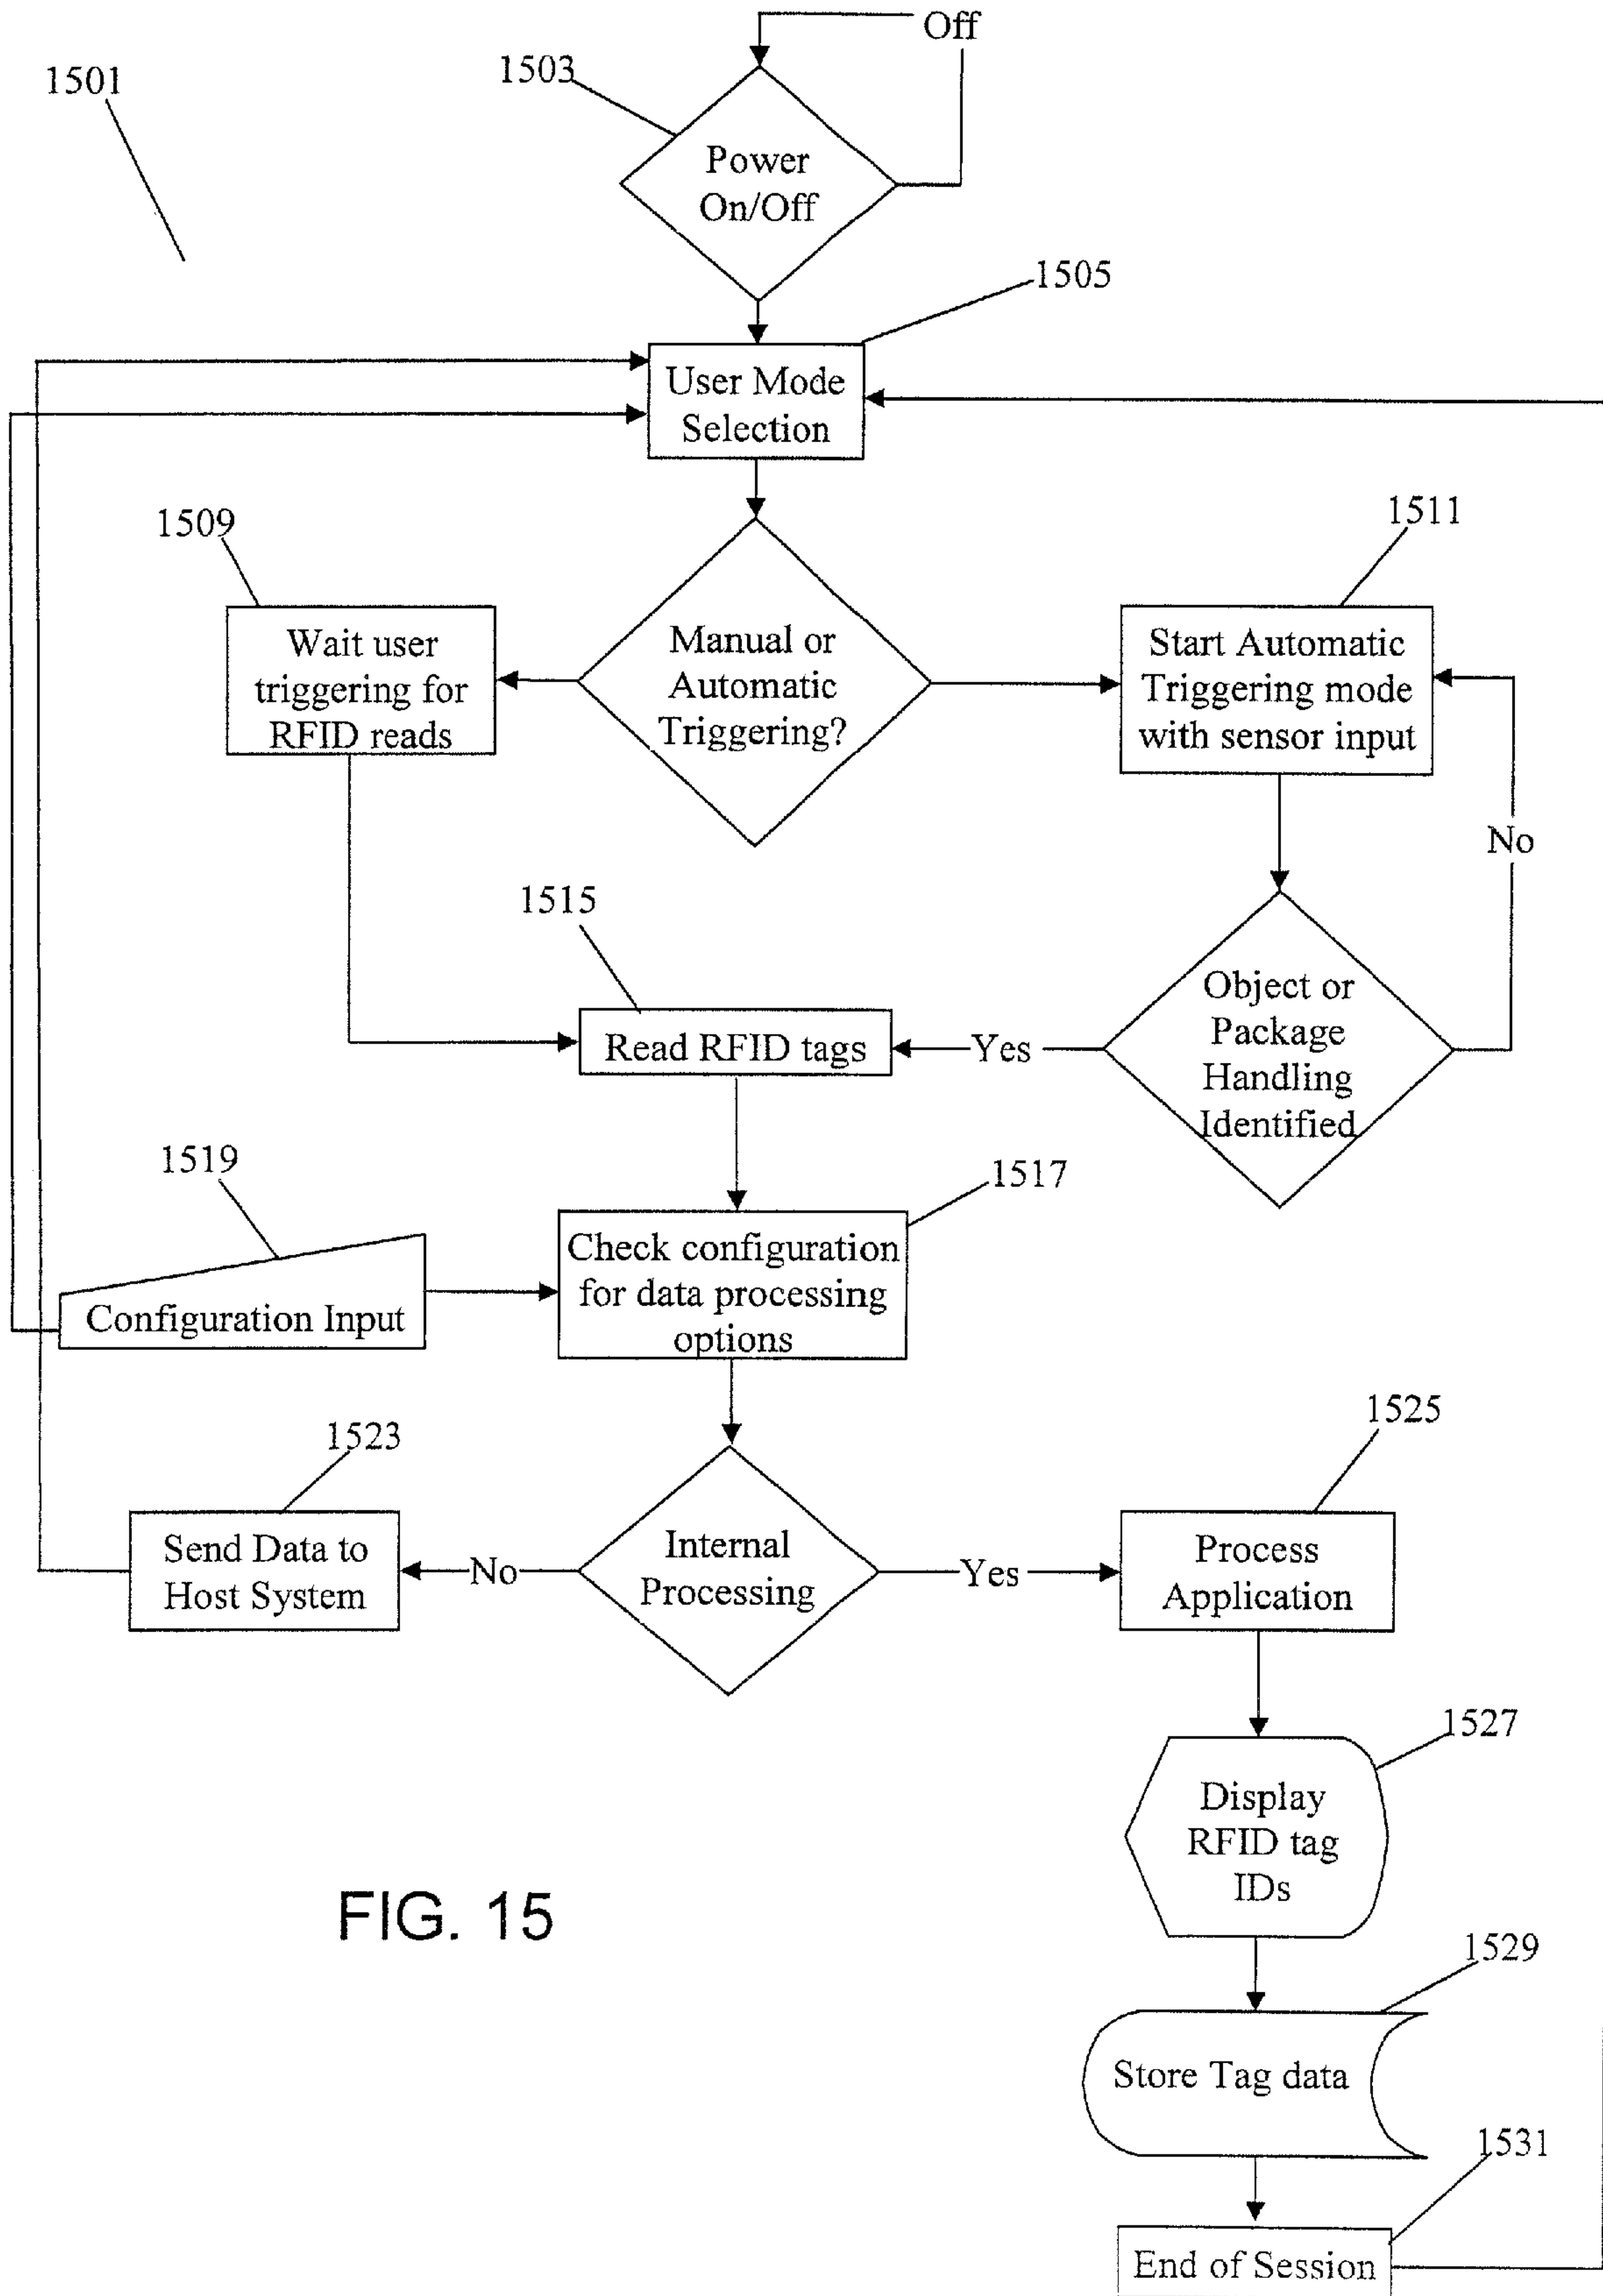 Off
1501
1503
Power
On/Off
1505
User Mode
Selection
1509
1511
Wait user
triggering for
RFID reads
Manual or
Automatic
Triggering?
Start Automatic
Triggering mode
with sensor input
No
1515
Read RFID tags
Yes
Object or
Package
Handling
Identified
1519
1517
Configuration Input
Check configuration
for data processing
options
1523
1525
Send Data to
Host System
No
Internal
Processing
Yes
Process
Application
1527
Display
RFID tag
IDs
FIG. 15
1529
Store Tag data
1531
End of Session